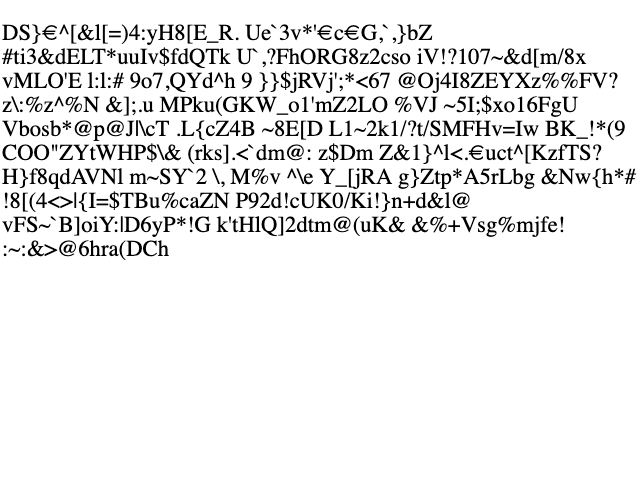 DS}€^[&l[=)4:yH8[E_R. Ue`3v*'€c€G,`,}bZ
#ti3&dELT*uuIv$fdQTk U`,?FhORG8z2cso iV!?107~&d[m/8x
vMLO'E l:l:# 9o7,QYd^h 9 }}$jRVj';*<67 @Oj4I8ZEYXz%%FV?
z\:%z^%N &];.u MPku(GKW_o1'mZ2LO %VJ ~5I;$xo16FgU
Vbosb*@p@Jl\cT .L{cZ4B ~8E[D L1~2k1/?t/SMFHv=Iw BK_!*(9
COO"ZYtWHP$\& (rks].<`dm@: z$Dm Z&1}^l<.€uct^[KzfTS?
H}f8qdAVNl m~SY`2 \, M%v ^\e Y_[jRA g}Ztp*A5rLbg &Nw{h*#
!8[(4<>|{I=$TBu%caZN P92d!cUK0/Ki!}n+d&l@
vFS~`B]oiY:|D6yP*!G k'tHlQ]2dtm@(uK& &%+Vsg%mjfe!
:~:&>@6hra(DCh